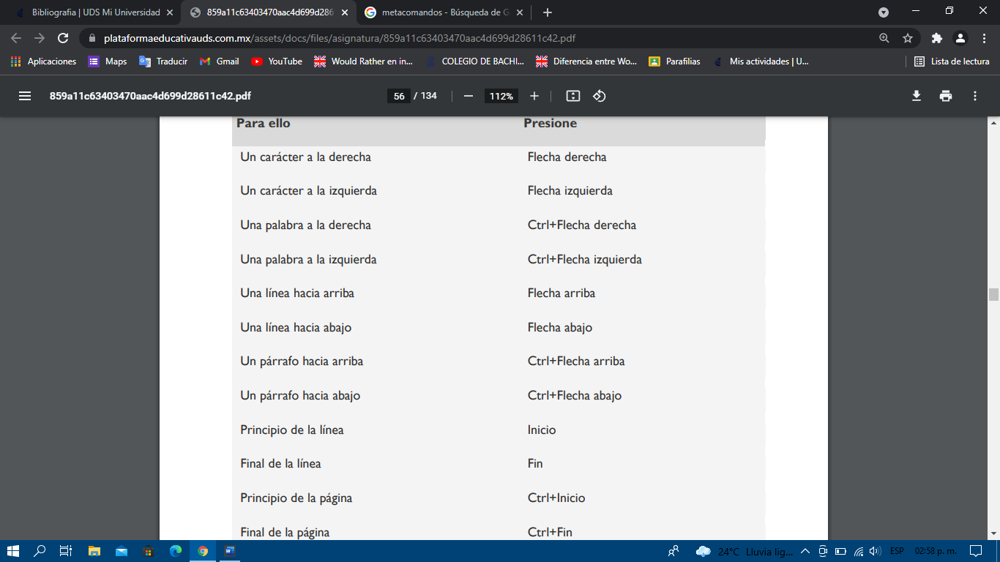 Bibliografia | UDS Mi Universidad
859a11c63403470aac4d699d286
metacomandos - Búsqueda de G
plataformaeducativauds.com.mx/assets/docs/files/asignatura/859a11c63403470aac4d699d28611c42.pdf
Aplicaciones Maps Traducir Gmail YouTube Would Rather en in... COLEGIO DE BACHI... Diferencia entre Wo... Parafilias Mis actividades | U... Lista de lectura
859a11c63403470aac4d699d28611c42.pdf 56 / 134 112%
Para ello Presione
Un carácter a la derecha Flecha derecha
Un carácter a la izquierda Flecha izquierda
Una palabra a la derecha Ctrl+Flecha derecha
Una palabra a la izquierda Ctrl+Flecha izquierda
Una línea hacia arriba Flecha arriba
Una línea hacia abajo Flecha abajo
Un párrafo hacia arriba Ctrl+Flecha arriba
Un párrafo hacia abajo Ctrl+Flecha abajo
Principio de la línea Inicio
Final de la línea Fin
Principio de la página Ctrl+Inicio
Final de la página Ctrl+Fin
24°C Lluvia lig... ESP 02:58 p. m.